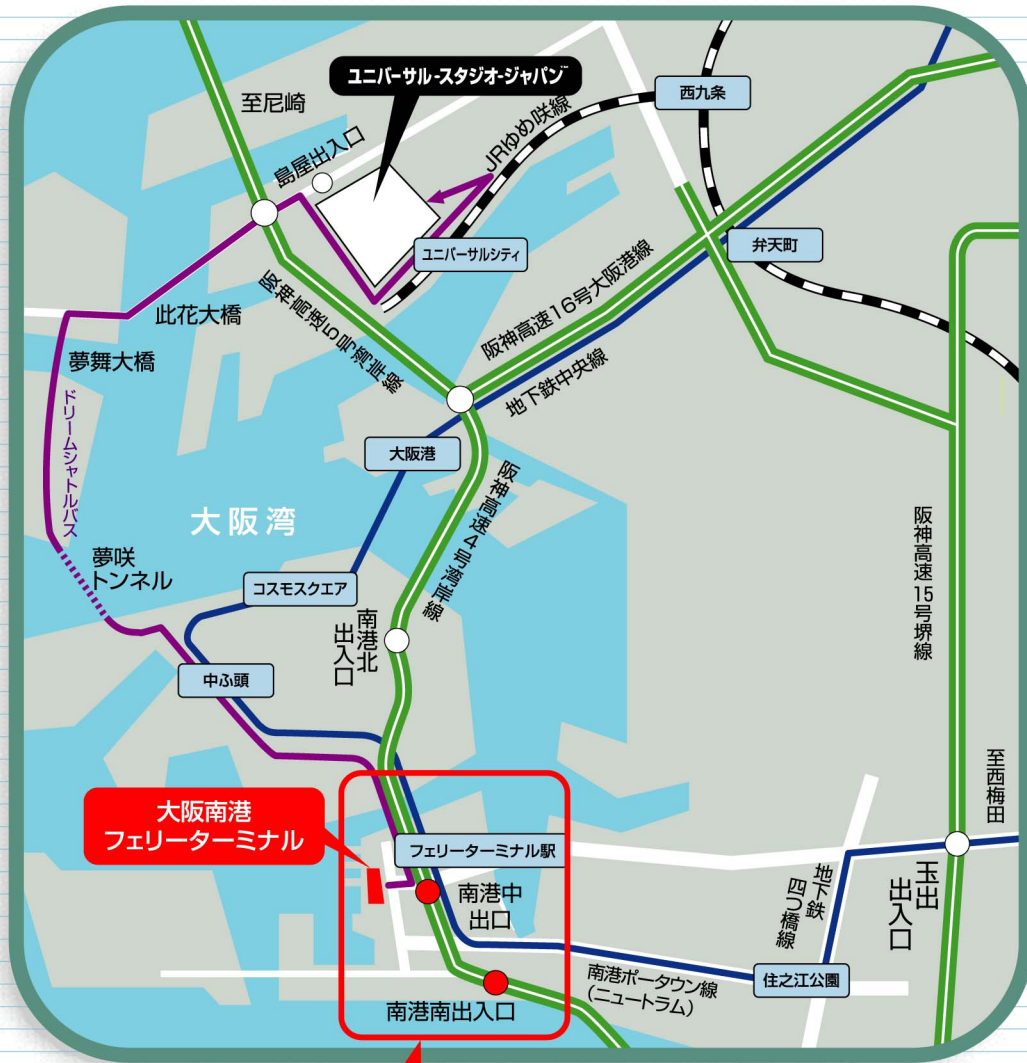 ユニバーサル-スタジオ-ジャパン™
西九条
至尼崎
JRゆめ咲線
島屋出入口
弁天町
ユニバーサルシティ
阪神高速16号大阪港線
阪神高速5号湾岸線
此花大橋
地下鉄中央線
夢舞大橋
ドリームシャトルバス
大阪港
阪神高速4号湾岸線
大阪湾
阪神高速15号堺線
夢咲
トンネル
コスモスクエア
南港北
出入口
中ふ頭
至西梅田
大阪南港
フェリーターミナル
フェリーターミナル駅
玉出
出入口
地下鉄
四つ橋線
南港中
出口
南港ポータウン線
(ニュートラム)
住之江公園
南港南出入口